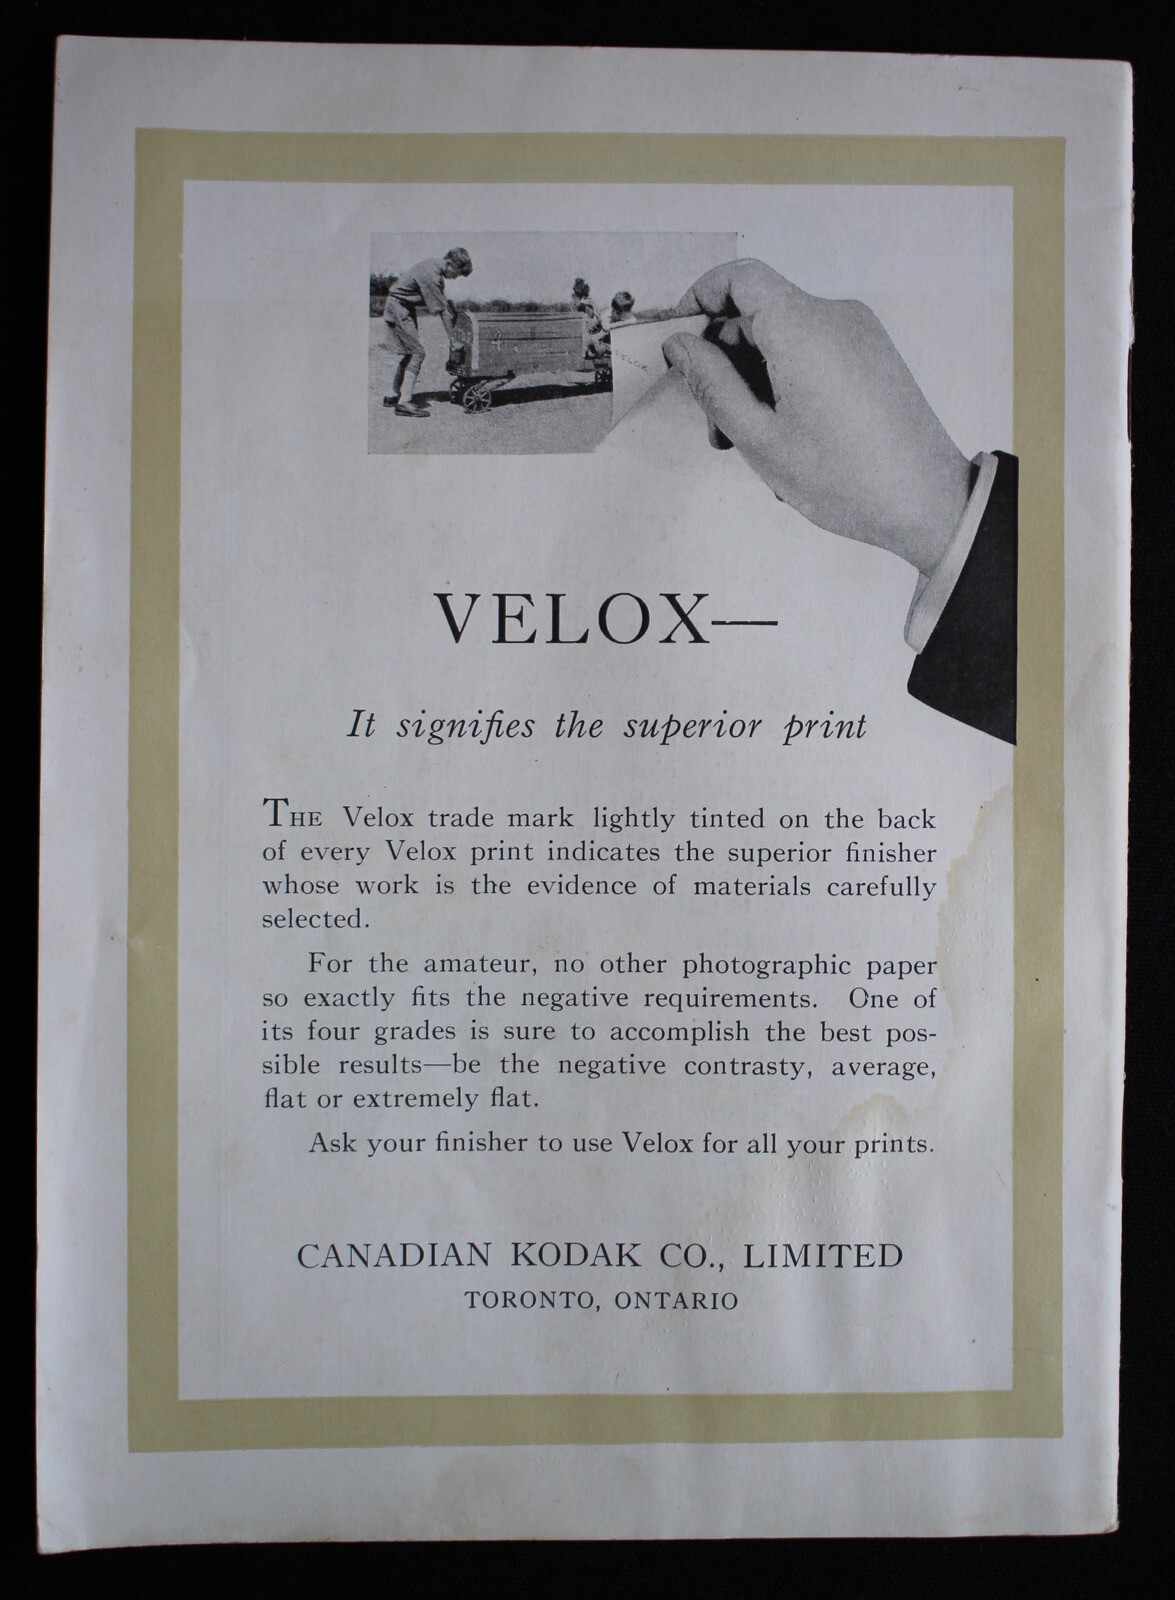 4
VELOX
VELOX—
It signifies the superior print
THE Velox trade mark lightly tinted on the back
of every Velox print indicates the superior finisher
whose work is the evidence of materials carefully
selected.
For the amateur, no other photographic paper
so exactly fits the negative requirements. One of
its four grades is sure to accomplish the best pos-
sible results—be the negative contrasty, average,
flat or extremely flat.
Ask your finisher to use Velox for all your prints.
CANADIAN KODAK CO., LIMITED
TORONTO, ONTARIO